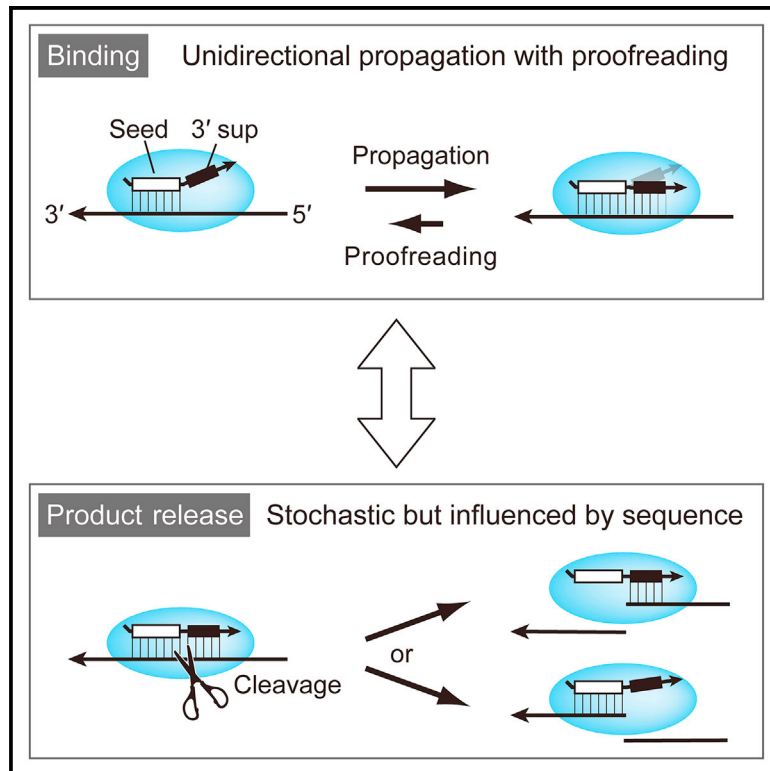 Binding Unidirectional propagation with proofreading
Seed 3′ sup
Propagation
3′ 5′
Proofreading
Product release Stochastic but influenced by sequence
or
Cleavage